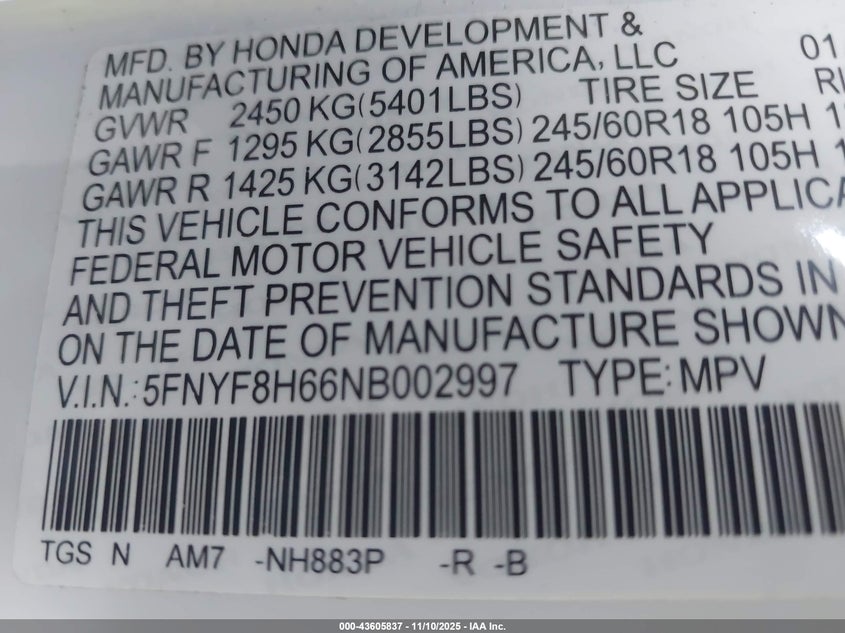 MFD. BY HONDA DEVELOPMENT &
MANUFACTURING OF AMERICA, LLC 01
GVWR 2450 KG(5401LBS) TIRE SIZE
GAWR F 1295 KG(2855LBS) 245/60R18 105H
GAWR R 1425 KG(3142LBS) 245/60R18 105H
THIS VEHICLE CONFORMS TO ALL APPLICA
FEDERAL MOTOR VEHICLE SAFETY
AND THEFT PREVENTION STANDARDS IN
ON THE DATE OF MANUFACTURE SHOWN
V.I.N.: 5FNYF8H66NB002997 TYPE: MPV
TGS N AM7 -NH883P -R -B
000-43605837 - 11/10/2025 - IAA Inc.